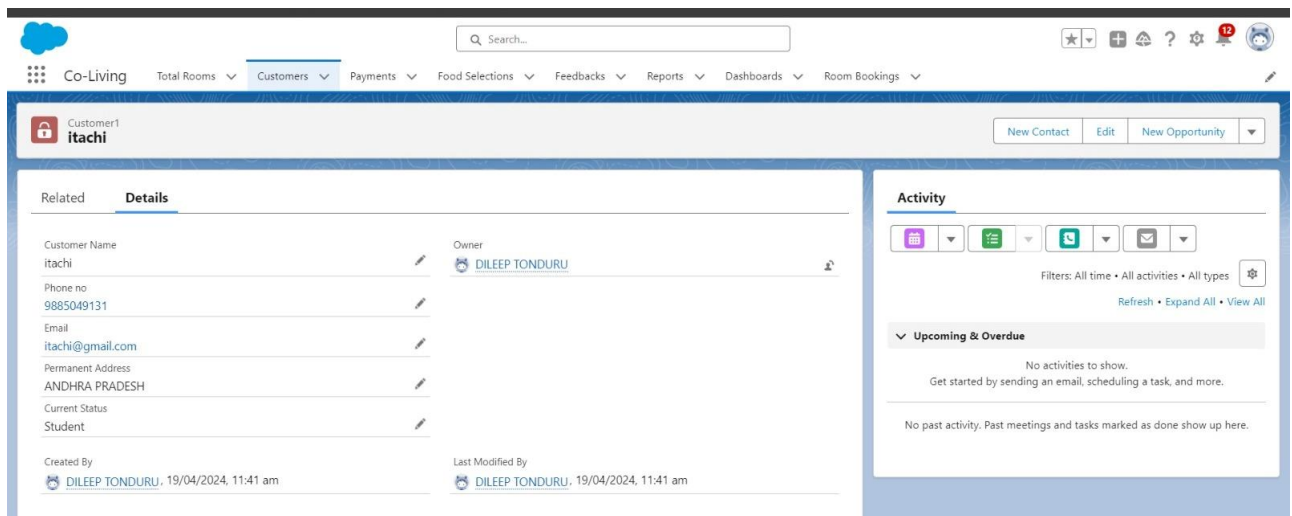 Search...
12
Co-Living Total Rooms Customers Payments Food Selections Feedbacks Reports Dashboards Room Bookings
Customer1
itachi
New Contact Edit New Opportunity
Related Details
Customer Name
itachi
Owner
DILEEP TONDURU
Phone no
9885049131
Email
itachi@gmail.com
Permanent Address
ANDHRA PRADESH
Current Status
Student
Created By
DILEEP TONDURU, 19/04/2024, 11:41 am
Last Modified By
DILEEP TONDURU, 19/04/2024, 11:41 am
Activity
Filters: All time • All activities • All types
Refresh • Expand All • View All
Upcoming & Overdue
No activities to show.
Get started by sending an email, scheduling a task, and more.
No past activity. Past meetings and tasks marked as done show up here.